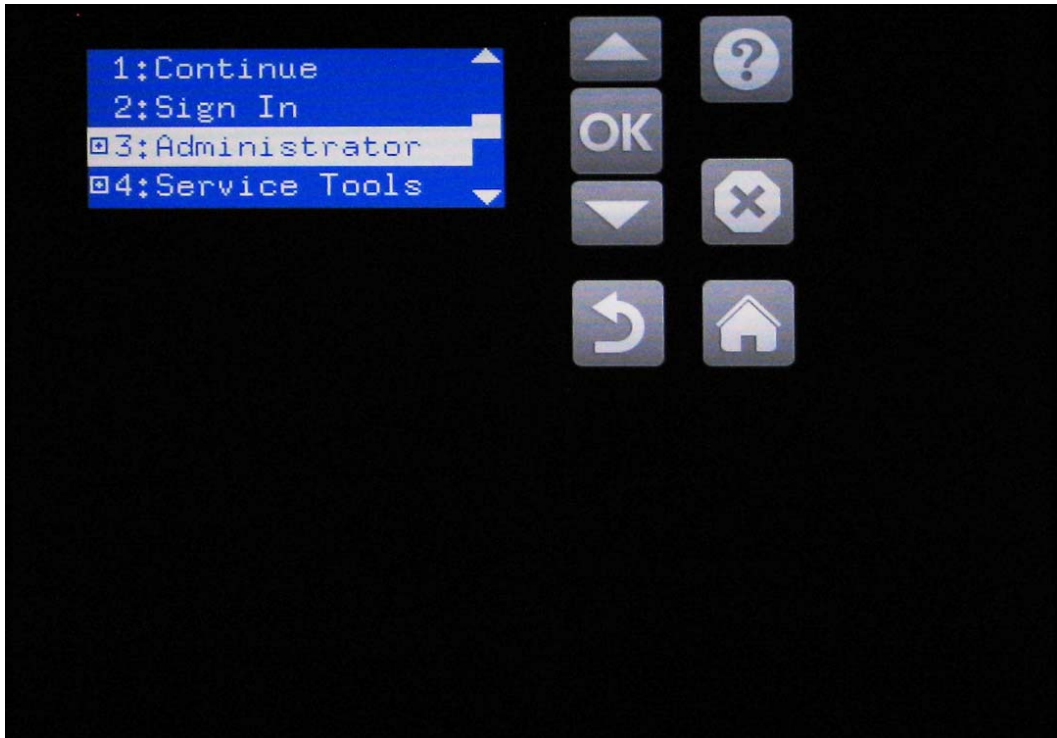 1:Continue
2:Sign In
3:Administrator
4:Service Tools
OK
?